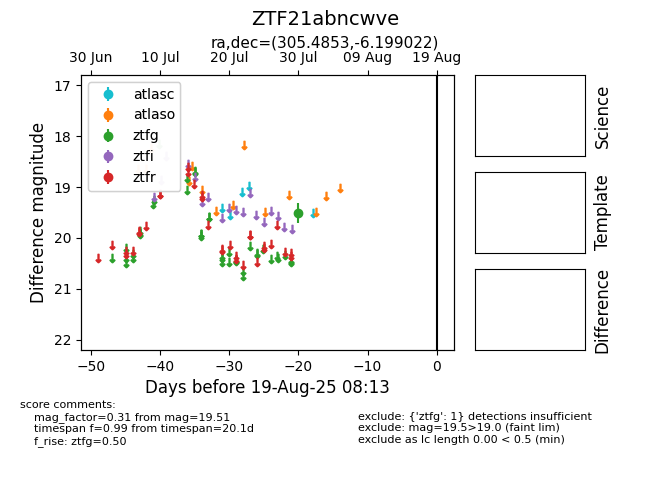 ZTF21abncwve
ra,dec=(305.4853,-6.199022)
30 Jun 10 Jul 20 Jul 30 Jul 09 Aug 19 Aug
17
18
19
20
21
22
Difference magnitude
atlasc
atlaso
ztfg
ztfi
ztfr
−50 −40 −30 −20 −10 0
Days before 19-Aug-25 08:13
Science
Template
Difference
score comments:
mag_factor=0.31 from mag=19.51
timespan f=0.99 from timespan=20.1d
f_rise: ztfg=0.50
exclude: {'ztfg': 1} detections insufficient
exclude: mag=19.5>19.0 (faint lim)
exclude as lc length 0.00 < 0.5 (min)